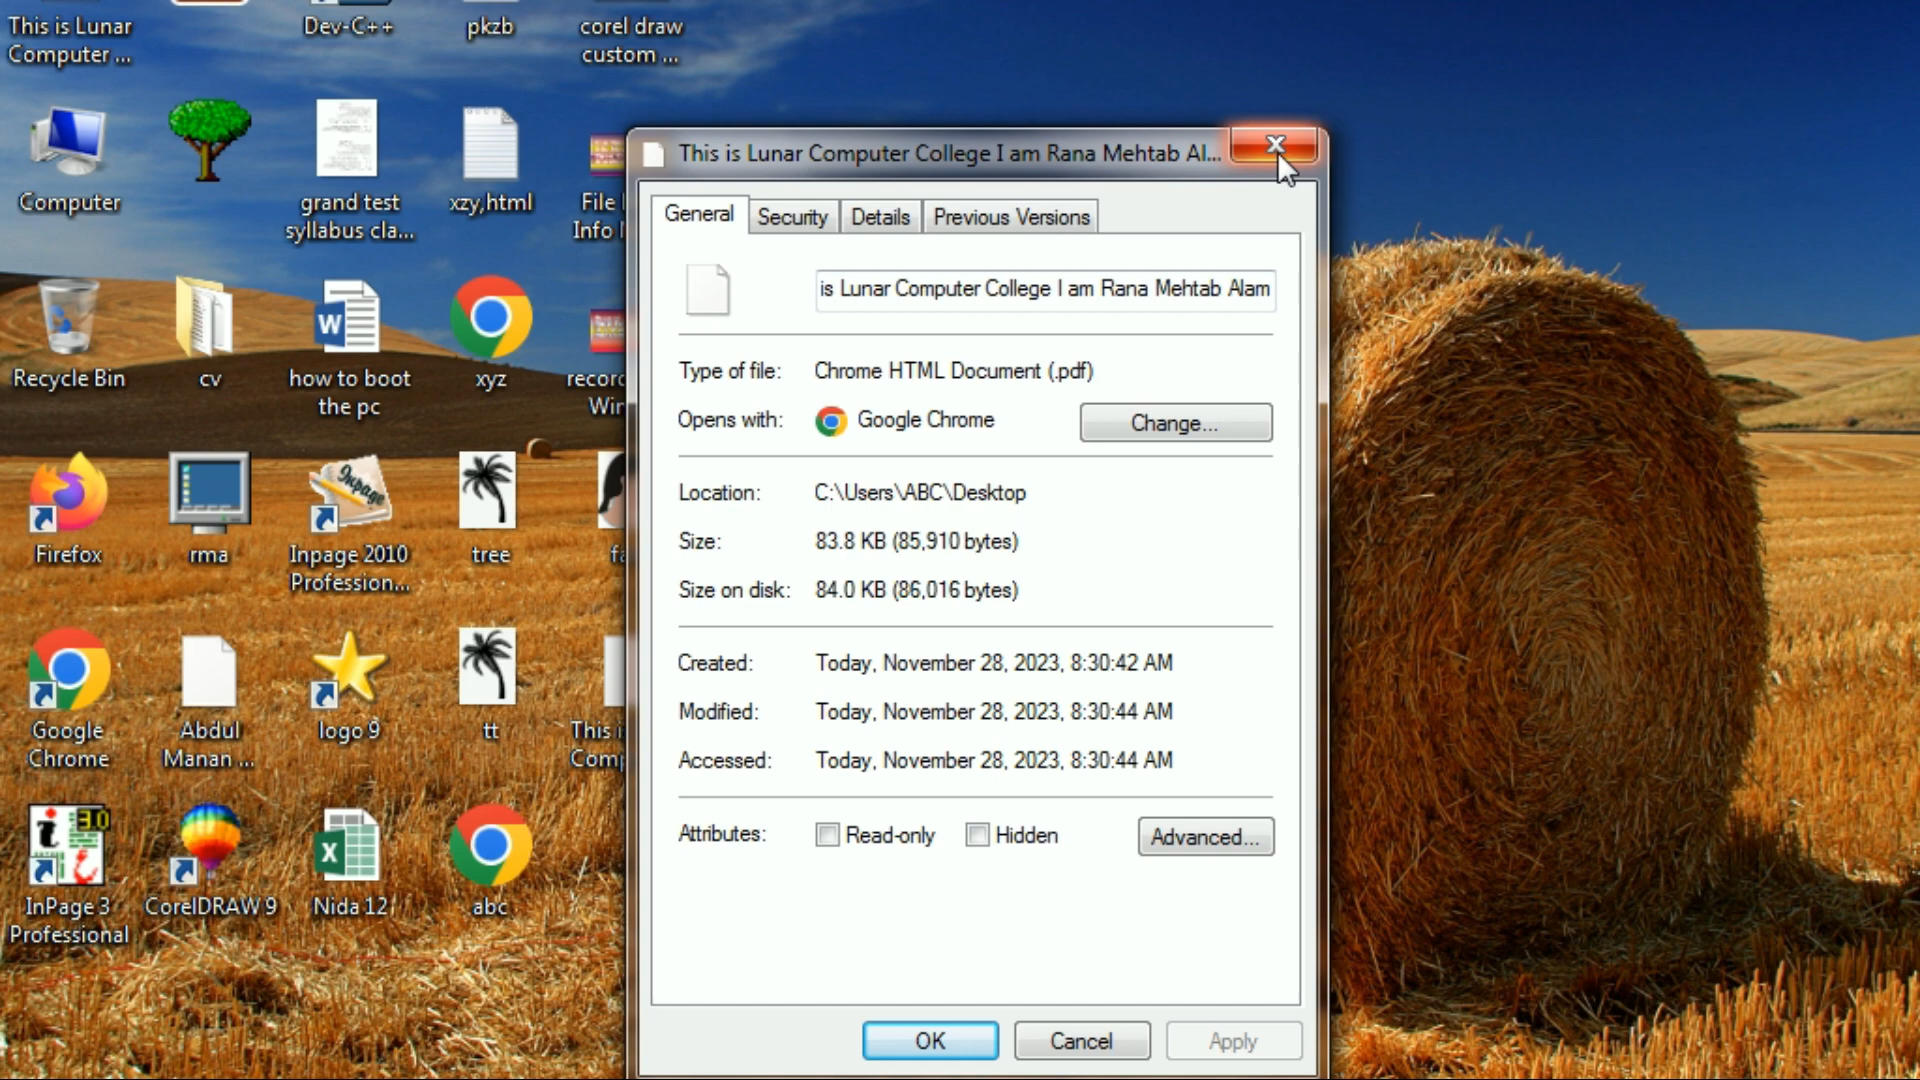 This is Lunar
Computer ...
Dev-C++
pkzb
corel draw
custom ...
Computer
grand test
syllabus cla...
xzy,html
File
Info
Recycle Bin
cv
how to boot
the pc
xyz
recor
Wi
Firefox
rma
Inpage 2010
Profession...
tree
Google
Chrome
Abdul
Manan ...
logo 9
tt
This i
Comp
InPage 3
Professional
CorelDRAW 9
Nida 12
abc
Inpage
3.0
This is Lunar Computer College I am Rana Mehtab Al...
General
Security
Details
Previous Versions
is Lunar Computer College I am Rana Mehtab Alam
Type of file: Chrome HTML Document (.pdf)
Opens with: Google Chrome
Change...
Location: C:\Users\ABC\Desktop
Size: 83.8 KB (85,910 bytes)
Size on disk: 84.0 KB (86,016 bytes)
Created: Today, November 28, 2023, 8:30:42 AM
Modified: Today, November 28, 2023, 8:30:44 AM
Accessed: Today, November 28, 2023, 8:30:44 AM
Attributes: Read-only Hidden
Advanced...
OK
Cancel
Apply